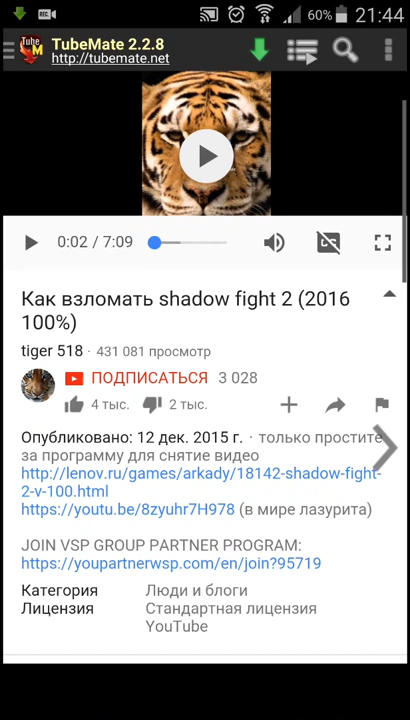 REC
60%
21:44
Tube
M
TubeMate 2.2.8
http://tubemate.net
0:02 / 7:09
Как взломать shadow fight 2 (2016
100%)
tiger 518 · 431 081 просмотр
ПОДПИСАТЬСЯ 3 028
4 тыс. 2 тыс.
Опубликовано: 12 дек. 2015 г. · только простите
за программу для снятие видео
http://lenov.ru/games/arkady/18142-shadow-fight-
2-v-100.html
https://youtu.be/8zyuhr7H978 (в мире лазурита)
JOIN VSP GROUP PARTNER PROGRAM:
https://youpartnerwsp.com/en/join?95719
Категория Люди и блоги
Лицензия Стандартная лицензия
YouTube